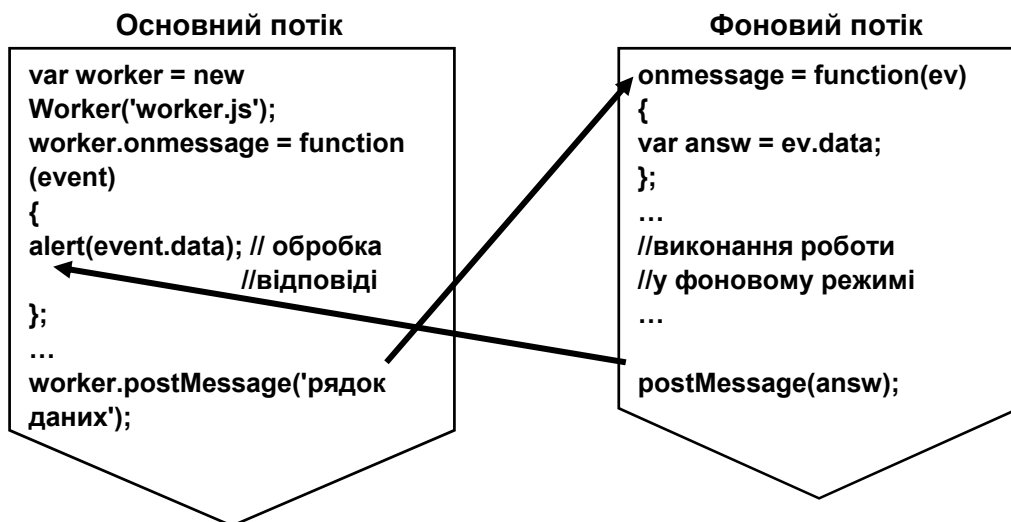 Основний потік
var worker = new
Worker('worker.js');
worker.onmessage = function
(event)
{
alert(event.data); // обробка
//відповіді
};
…
worker.postMessage('рядок
даних');
Фоновий потік
onmessage = function(ev)
{
var answ = ev.data;
};
…
//виконання роботи
//у фоновому режимі
…
postMessage(answ);